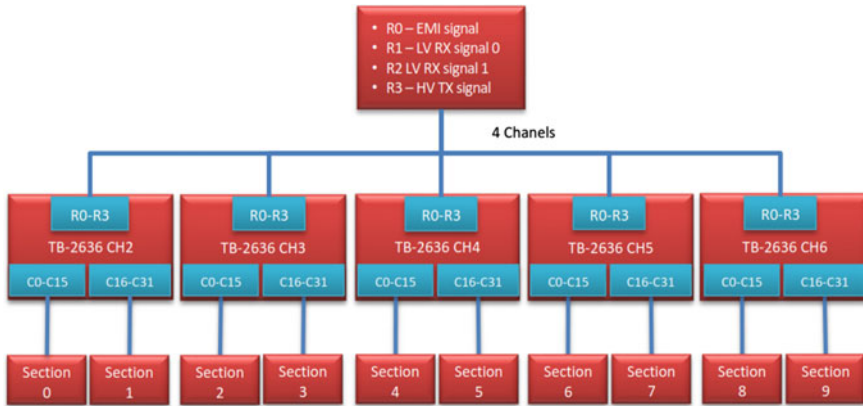 • R0 – EMI signal
• R1 – LV RX signal 0
• R2 LV RX signal 1
• R3 – HV TX signal
4 Chanels
R0-R3
R0-R3
R0-R3
R0-R3
R0-R3
TB-2636 CH2
TB-2636 CH3
TB-2636 CH4
TB-2636 CH5
TB-2636 CH6
C0-C15
C16-C31
C0-C15
C16-C31
C0-C15
C16-C31
C0-C15
C16-C31
C0-C15
C16-C31
Section
0
Section
1
Section
2
Section
3
Section
4
Section
5
Section
6
Section
7
Section
8
Section
9